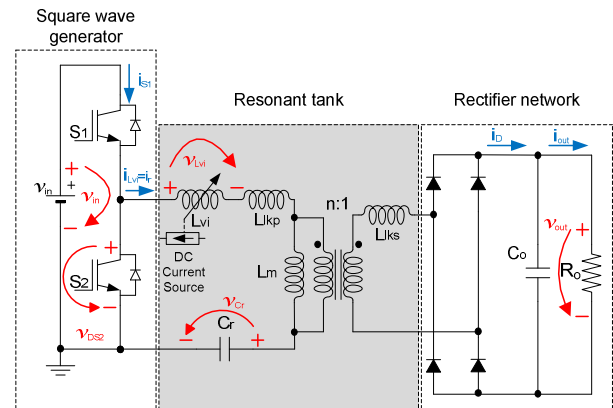 Square wave
generator
Resonant tank
Rectifier network
iS1
S1
iLvi=ir
vin
+
+
vin
-
+
S2
-
vDS2
vLvi
+
-
Lvi
Llkp
DC
Current
Source
n:1
Lm
Llks
vCr
-
Cr
+
iD
iout
vout
+
Co
Ro
-